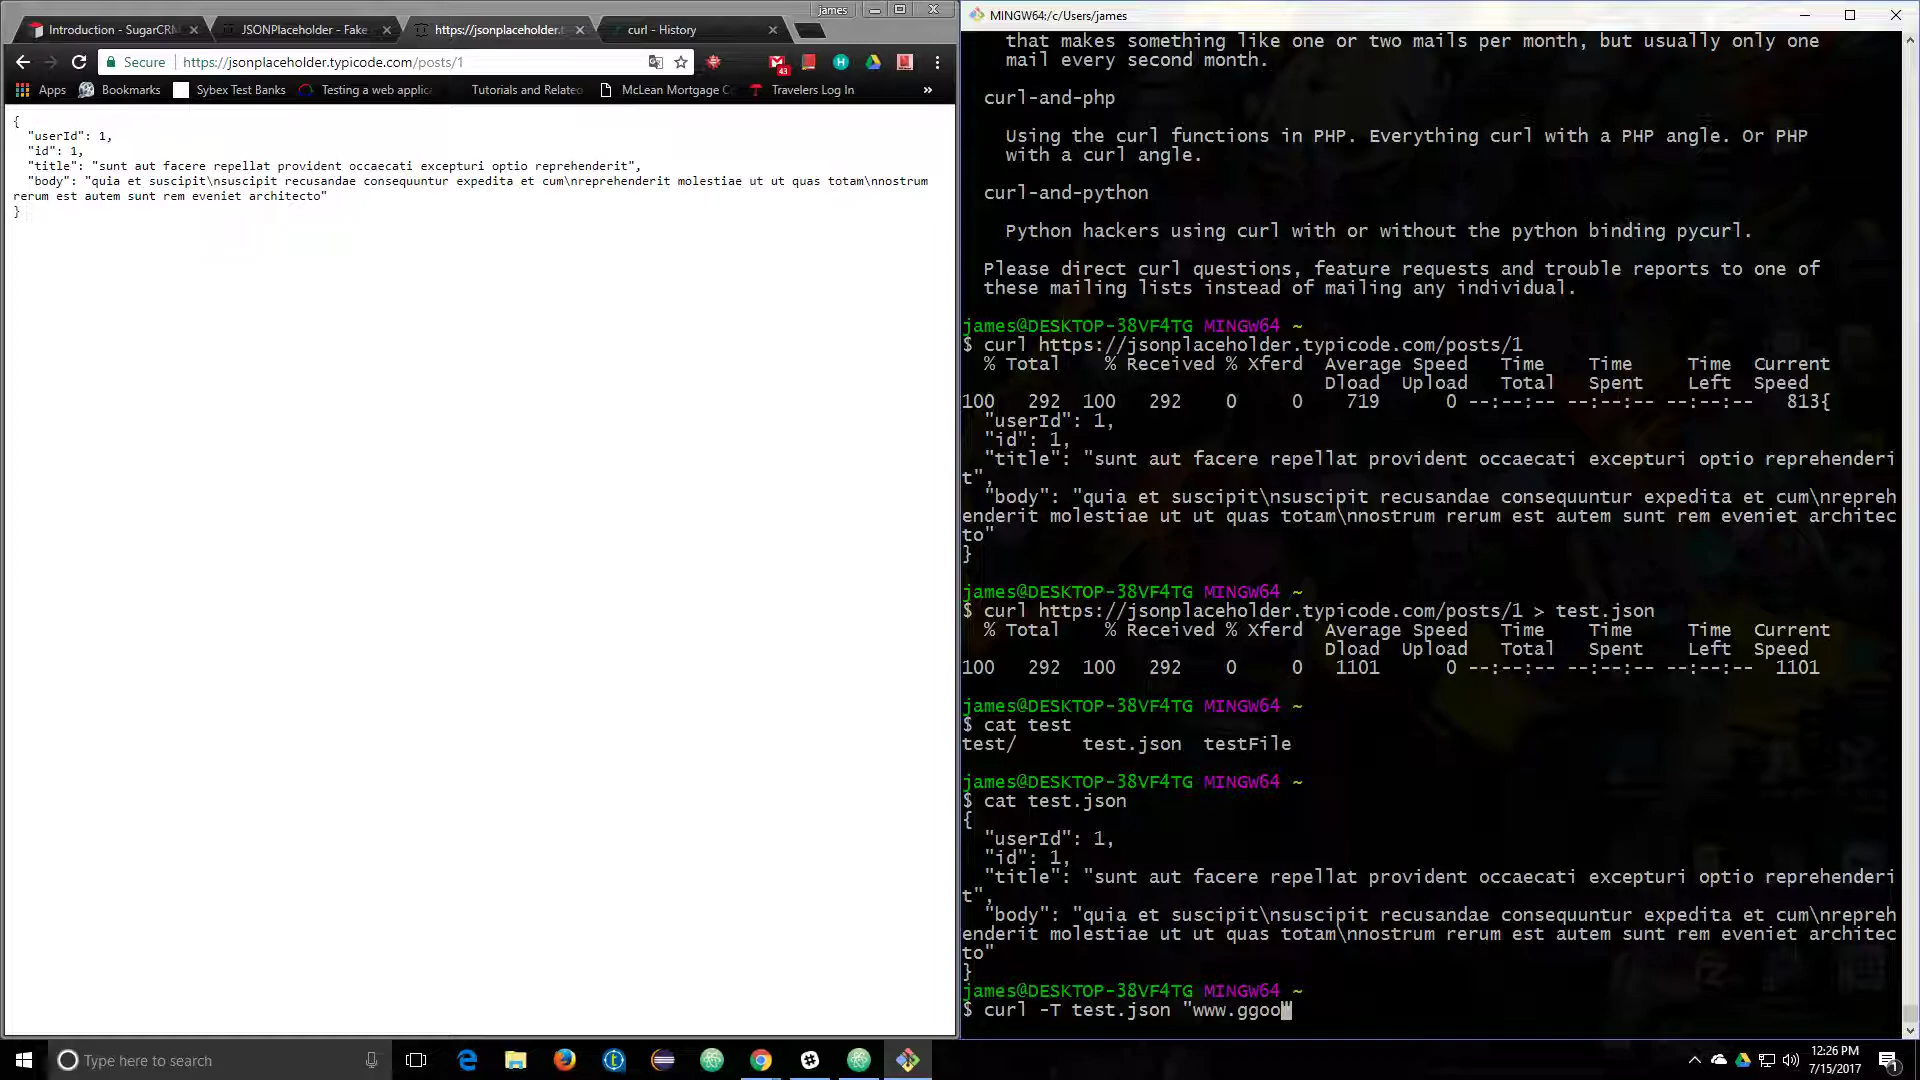 james
Introduction - SugarCRM
JSONPlaceholder - Fake
https://jsonplaceholder.t
curl - History
Secure
https://jsonplaceholder.typicode.com/posts/1
43
Apps
Bookmarks
Sybex Test Banks
Testing a web applica
Tutorials and Relate
McLean Mortgage C
Travelers Log In
»
{
"userId": 1,
"id": 1,
"title": "sunt aut facere repellat provident occaecati excepturi optio reprehenderit",
"body": "quia et suscipit\nsuscipit recusandae consequuntur expedita et cum\nreprehenderit molestiae ut ut quas totam\nnostrum
rerum est autem sunt rem eveniet architecto"
}
MINGW64:/c/Users/james
that makes something like one or two mails per month, but usually only one
mail every second month.
curl-and-php
Using the curl functions in PHP. Everything curl with a PHP angle. Or PHP
with a curl angle.
curl-and-python
Python hackers using curl with or without the python binding pycurl.
Please direct curl questions, feature requests and trouble reports to one of
these mailing lists instead of mailing any individual.
james@DESKTOP-38VF4TG MINGW64 ~
$ curl https://jsonplaceholder.typicode.com/posts/1
% Total % Received % Xferd Average Speed Time Time Time Current
Dload Upload Total Spent Left Speed
100 292 100 292 0 0 719 0 --:--:-- --:--:-- --:--:-- 813{
"userId": 1,
"id": 1,
"title": "sunt aut facere repellat provident occaecati excepturi optio reprehenderi
t",
"body": "quia et suscipit\nsuscipit recusandae consequuntur expedita et cum\nrepreh
enderit molestiae ut ut quas totam\nnostrum rerum est autem sunt rem eveniet architec
to"
}
james@DESKTOP-38VF4TG MINGW64 ~
$ curl https://jsonplaceholder.typicode.com/posts/1 > test.json
% Total % Received % Xferd Average Speed Time Time Time Current
Dload Upload Total Spent Left Speed
100 292 100 292 0 0 1101 0 --:--:-- --:--:-- --:--:-- 1101
james@DESKTOP-38VF4TG MINGW64 ~
$ cat test
test/ test.json testFile
james@DESKTOP-38VF4TG MINGW64 ~
$ cat test.json
{
"userId": 1,
"id": 1,
"title": "sunt aut facere repellat provident occaecati excepturi optio reprehenderi
t",
"body": "quia et suscipit\nsuscipit recusandae consequuntur expedita et cum\nrepreh
enderit molestiae ut ut quas totam\nnostrum rerum est autem sunt rem eveniet architec
to"
}
james@DESKTOP-38VF4TG MINGW64 ~
$ curl -T test.json "www.ggoo"
Type here to search
12:26 PM
7/15/2017
1